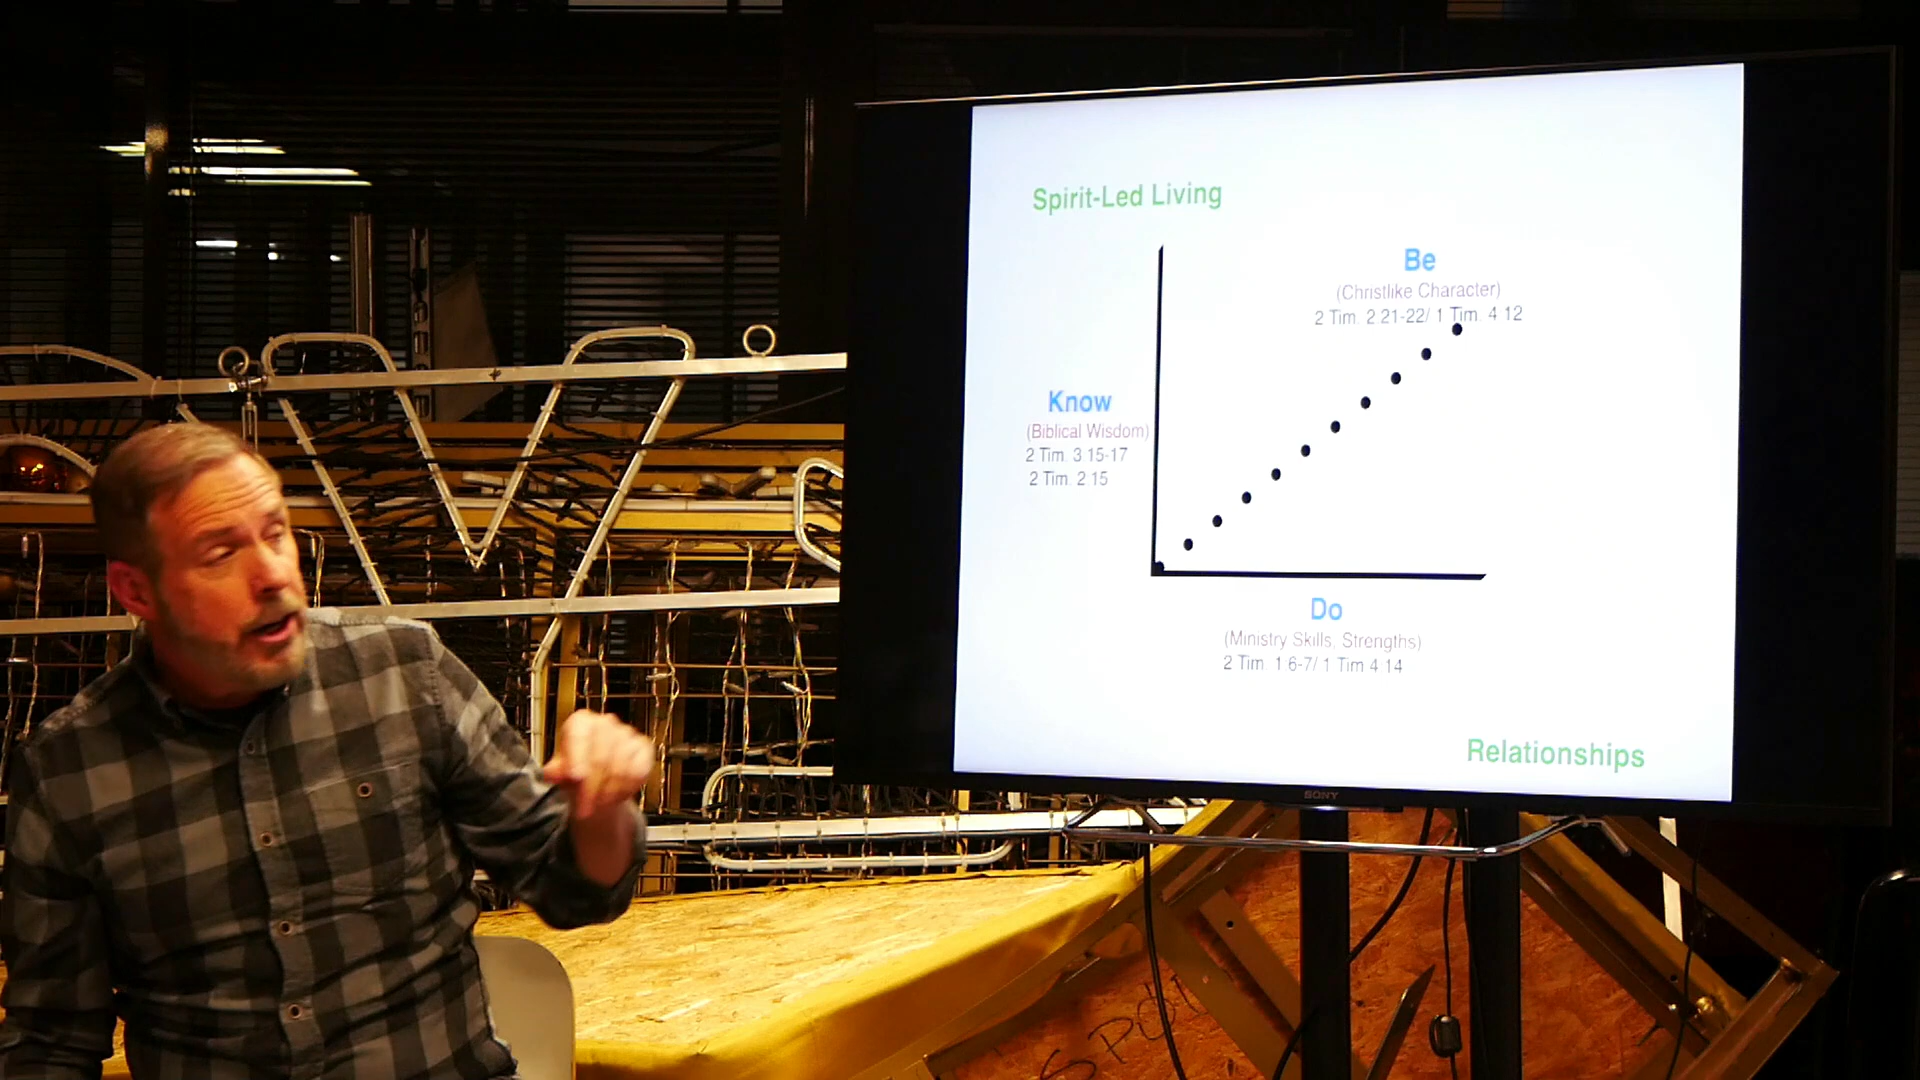 Spirit-Led Living
Be
(Christlike Character)
2 Tim. 2 21-22/ 1 Tim. 4 12
Know
(Biblical Wisdom)
2 Tim. 3 15-17
2 Tim. 2 15
Do
(Ministry Skills, Strengths)
2 Tim 1 6-7/ 1 Tim 4 14
Relationships
SONY